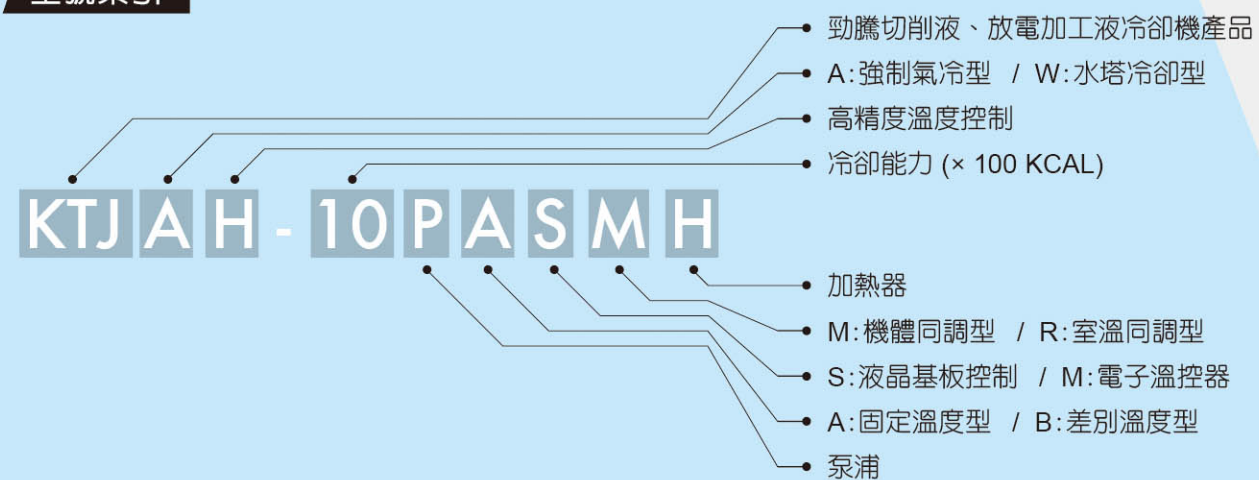 勁騰切削液、放電加工液冷卻機產品
A:強制氣冷型 / W:水塔冷卻型
高精度溫度控制
冷卻能力 (× 100 KCAL)
KTJ A H - 10 P A S M H
加熱器
M:機體同調型 / R:室溫同調型
S:液晶基板控制 / M:電子溫控器
A:固定溫度型 / B:差別溫度型
泵浦